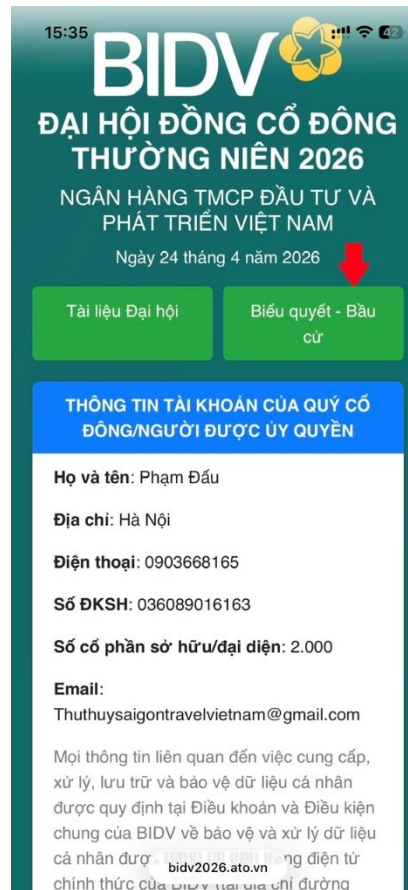 15:35
42
BIDV
ĐẠI HỘI ĐỒNG CỔ ĐÔNG
THƯỜNG NIÊN 2026
NGÂN HÀNG TMCP ĐẦU TƯ VÀ
PHÁT TRIỂN VIỆT NAM
Ngày 24 tháng 4 năm 2026
Tài liệu Đại hội
Biểu quyết - Bầu
cử
THÔNG TIN TÀI KHOẢN CỦA QUÝ CỔ
ĐÔNG/NGƯỜI ĐƯỢC ỦY QUYỀN
Họ và tên: Phạm Đấu
Địa chỉ: Hà Nội
Điện thoại: 0903668165
Số ĐKSH: 036089016163
Số cổ phần sở hữu/đại diện: 2.000
Email:
Thuthuysaigontravelvietnam@gmail.com
Mọi thông tin liên quan đến việc cung cấp,
xử lý, lưu trữ và bảo vệ dữ liệu cá nhân
được quy định tại Điều khoản và Điều kiện
chung của BIDV về bảo vệ và xử lý dữ liệu
cá nhân điện tử
bidv2026.ato.vn
chính thức của BIDV (tại địa chỉ đường